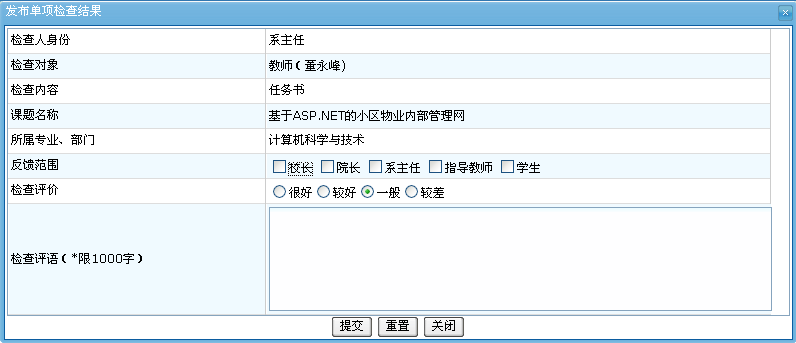 发布单项检查结果
检查人身份 系主任
检查对象 教师（董永峰）
检查内容 任务书
课题名称 基于ASP.NET的小区物业内部管理网
所属专业、部门 计算机科学与技术
反馈范围 校长 院长 系主任 指导教师 学生
检查评价 很好 较好 一般 较差
检查评语（*限1000字）
提交 重置 关闭